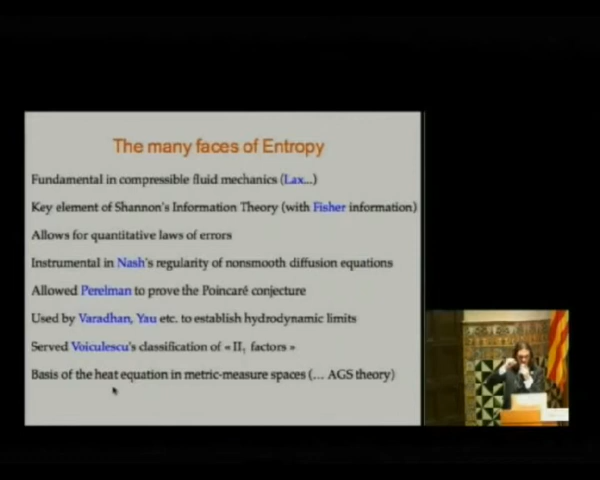 The many faces of Entropy
Fundamental in compressible fluid mechanics (Lax...)
Key element of Shannon's Information Theory (with Fisher information)
Allows for quantitative laws of errors
Instrumental in Nash's regularity of nonsmooth diffusion equations
Allowed Perelman to prove the Poincaré conjecture
Used by Varadhan, Yau etc. to establish hydrodynamic limits
Served Voiculescu's classification of « II₁ factors »
Basis of the heat equation in metric-measure spaces (... AGS theory)